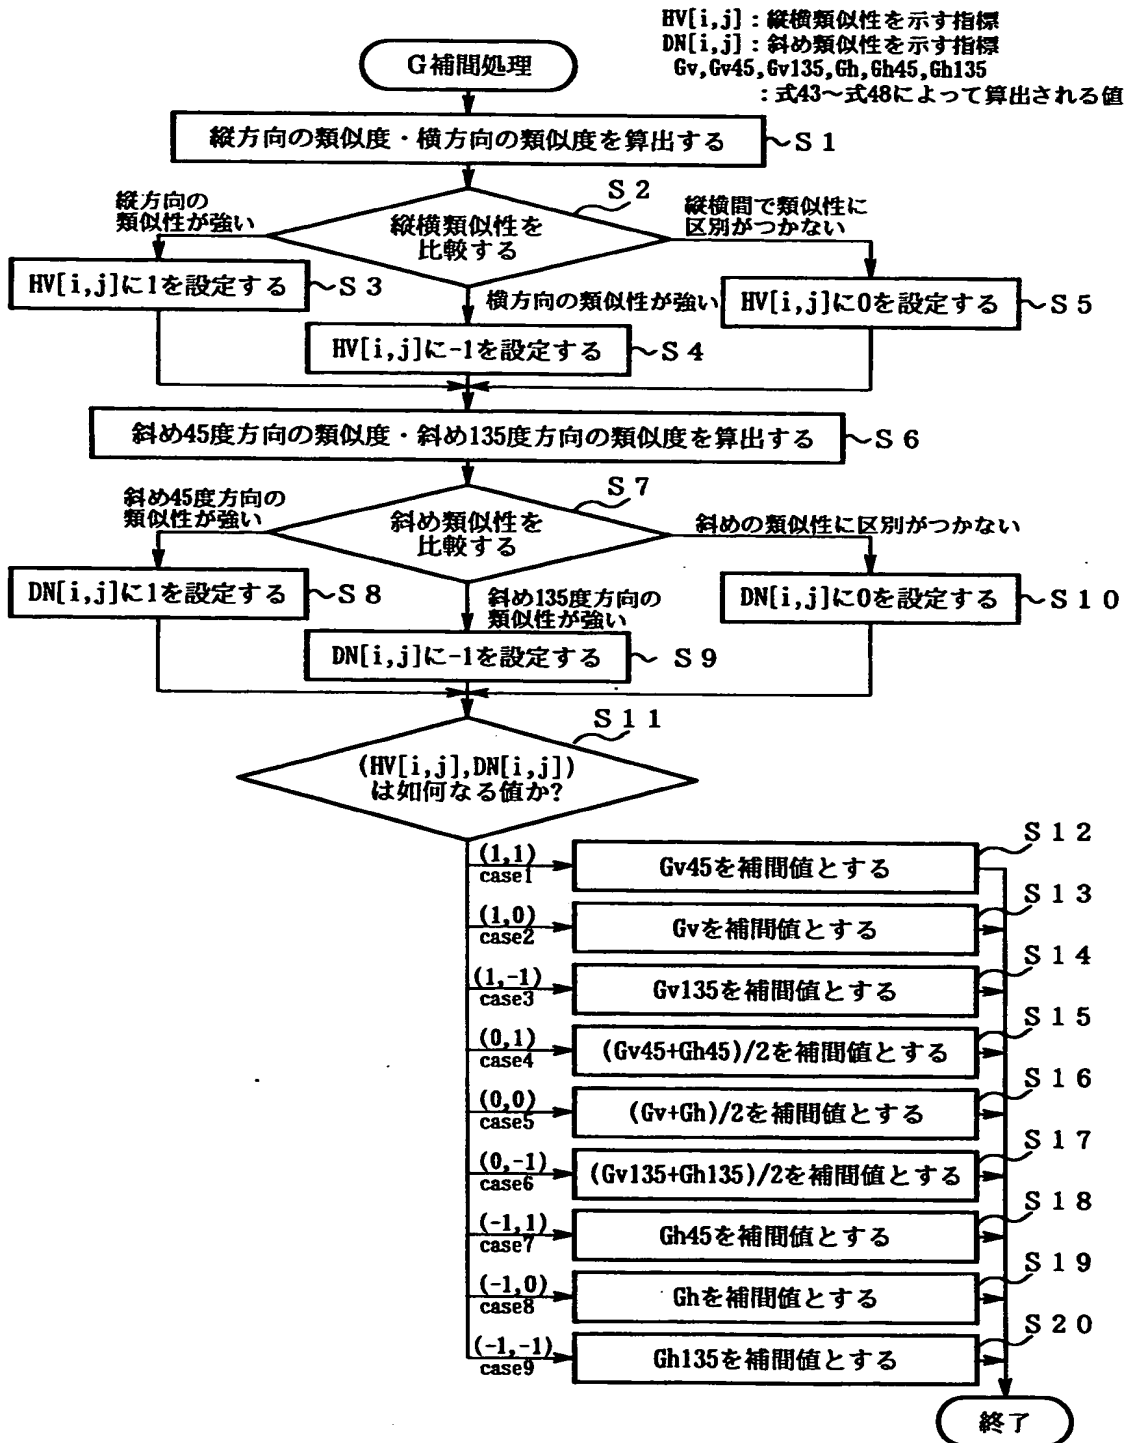 HV[i,j]：縦横類似性を示す指標
DN[i,j]：斜め類似性を示す指標
Gv,Gv45,Gv135,Gh,Gh45,Gh135
：式43～式48によって算出される値
G補間処理
縦方向の類似度・横方向の類似度を算出する
S1
S2
縦方向の
類似性が強い
縦横類似性を
比較する
縦横間で類似性に
区別がつかない
HV[i,j]に1を設定する
S3
横方向の類似性が強い
HV[i,j]に0を設定する
S5
HV[i,j]に-1を設定する
S4
斜め45度方向の類似度・斜め135度方向の類似度を算出する
S6
S7
斜め45度方向の
類似性が強い
斜め類似性を
比較する
斜めの類似性に区別がつかない
DN[i,j]に1を設定する
S8
斜め135度方向の
類似性が強い
DN[i,j]に0を設定する
S10
DN[i,j]に-1を設定する
S9
S11
(HV[i,j],DN[i,j])
は如何なる値か?
S12
(1,1)
case1
Gv45を補間値とする
S13
(1,0)
case2
Gvを補間値とする
S14
(1,-1)
case3
Gv135を補間値とする
S15
(0,1)
case4
(Gv45+Gh45)/2を補間値とする
S16
(0,0)
case5
(Gv+Gh)/2を補間値とする
S17
(0,-1)
case6
(Gv135+Gh135)/2を補間値とする
S18
(-1,1)
case7
Gh45を補間値とする
S19
(-1,0)
case8
Ghを補間値とする
S20
(-1,-1)
case9
Gh135を補間値とする
終了